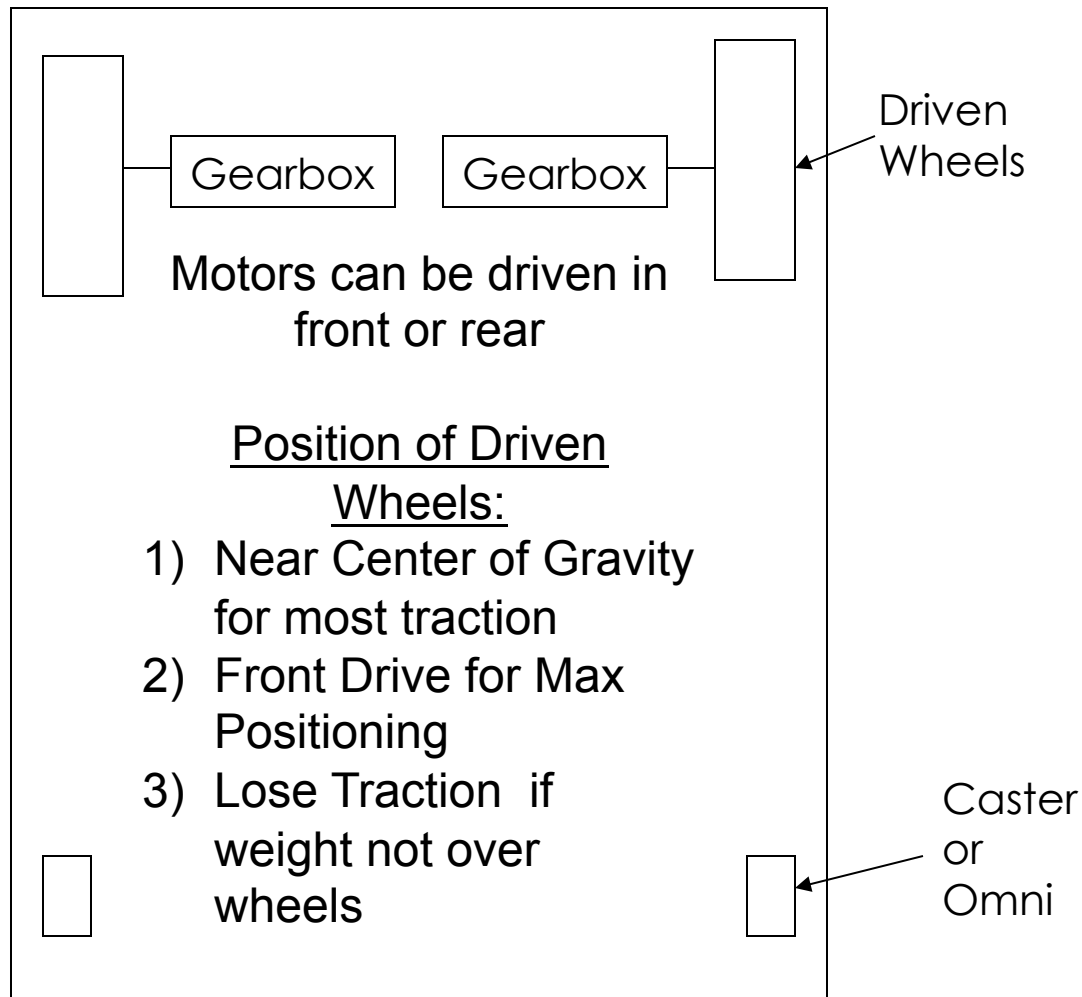 Driven
Wheels
Gearbox
Gearbox
Motors can be driven in
front or rear
Position of Driven
Wheels:
1) Near Center of Gravity
for most traction
2) Front Drive for Max
Positioning
3) Lose Traction if
weight not over
wheels
Caster
or
Omni